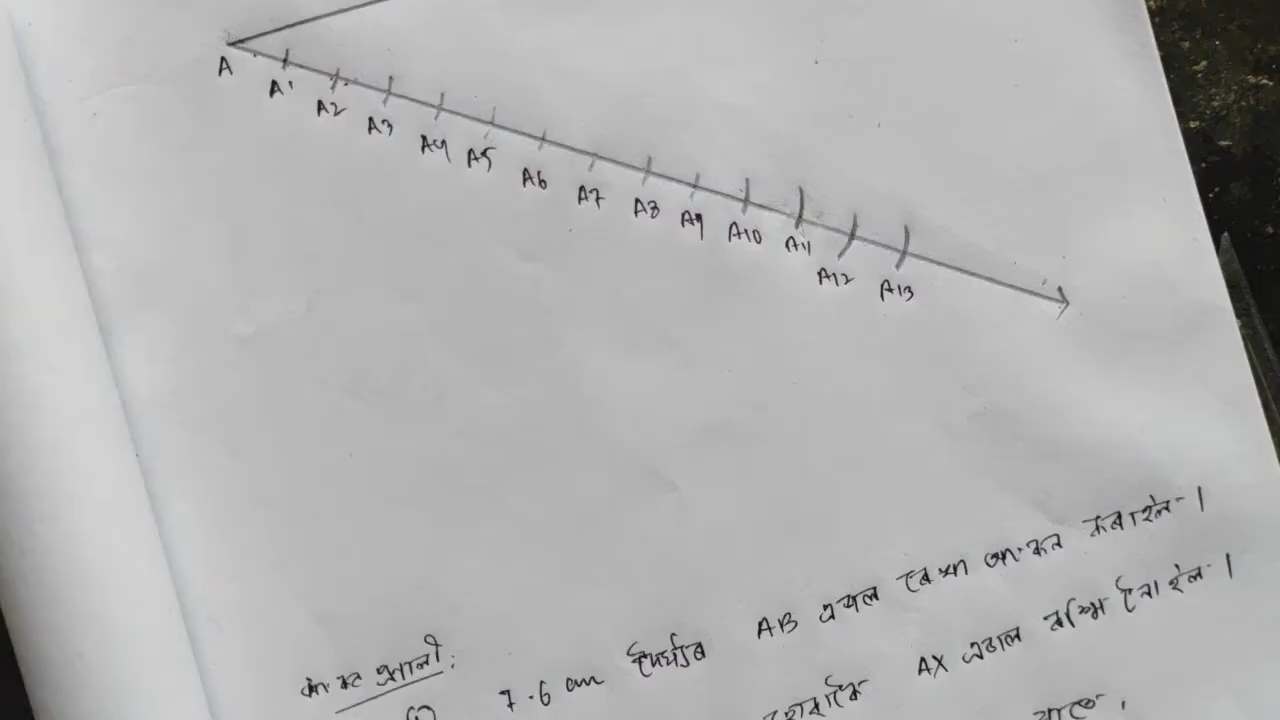 A
A1
A2
A3
A4
A5
A6
A7
A8
A9
A10
A11
A12
A13
প্ৰণালী:
7.6 cm দৈৰ্ঘ্যৰ AB এডাল ৰেখা অংকন কৰা হ'ল।
AX এডাল ৰশ্মি টনা হ'ল।